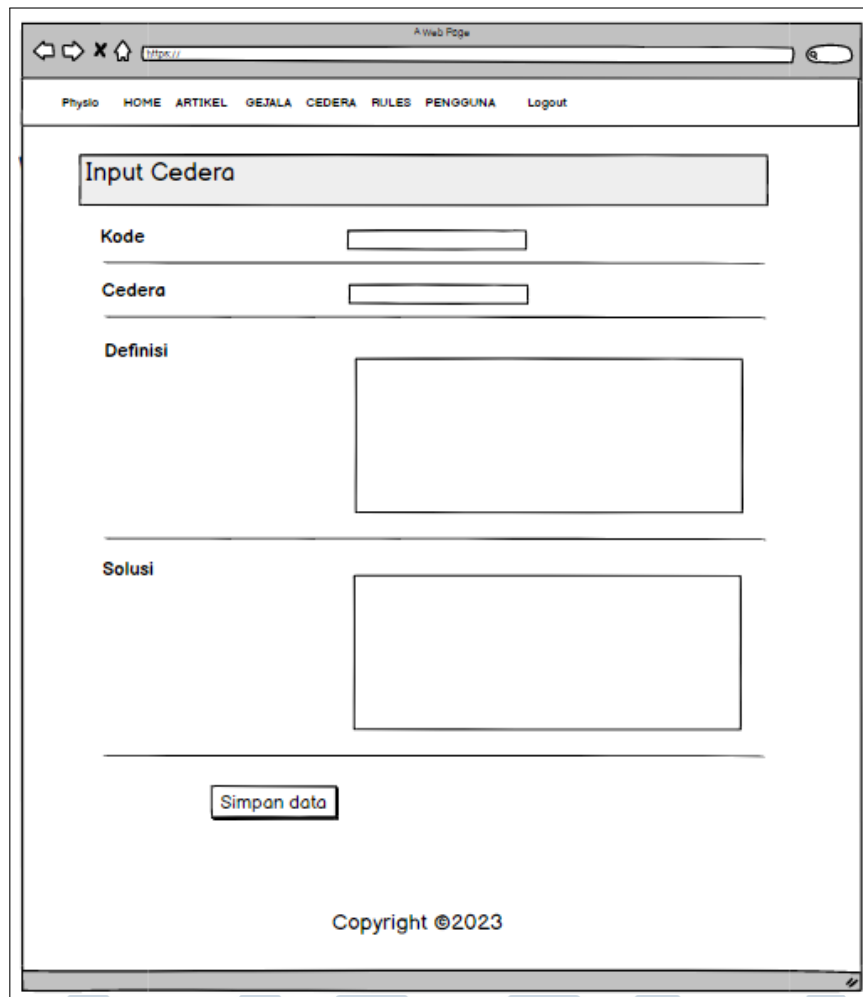 A Web Page
https://
Physio HOME ARTIKEL GEJALA CEDERA RULES PENGGUNA Logout
Input Cedera
Kode
Cedera
Definisi
Solusi
Simpan data
Copyright ©2023